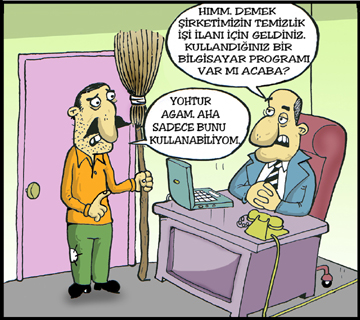 HIMM. DEMEK
ŞİRKETİMİZİN TEMİZLİK
İŞİ İLANI İÇİN GELDİNİZ.
KULLANDIĞINIZ BİR
BİLGİSAYAR PROGRAMI
VAR MI ACABA?
YOHTUR
AGAM. AHA
SADECE BUNU
KULLANABİLİYOM.